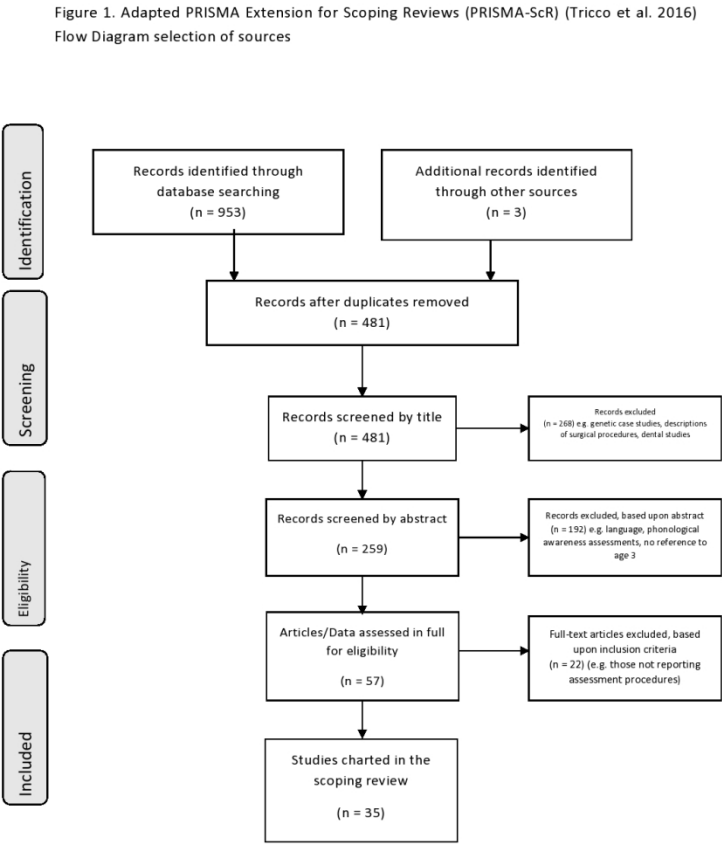 Figure 1. Adapted PRISMA Extension for Scoping Reviews (PRISMA-ScR) (Tricco et al. 2016)
Flow Diagram selection of sources
Identification
Records identified through
database searching
(n = 953)
Additional records identified
through other sources
(n = 3)
Records after duplicates removed
(n = 481)
Screening
Records screened by title
(n = 481)
Records excluded
(n = 268) e.g. genetic case studies, descriptions
of surgical procedures, dental studies
Eligibility
Records screened by abstract
(n = 259)
Records excluded, based upon abstract
(n = 192) e.g. language, phonological
awareness assessments, no reference to
age 3
Articles/Data assessed in full
for eligibility
(n = 57)
Full-text articles excluded, based
upon inclusion criteria
(n = 22) (e.g. those not reporting
assessment procedures)
Included
Studies charted in the
scoping review
(n = 35)